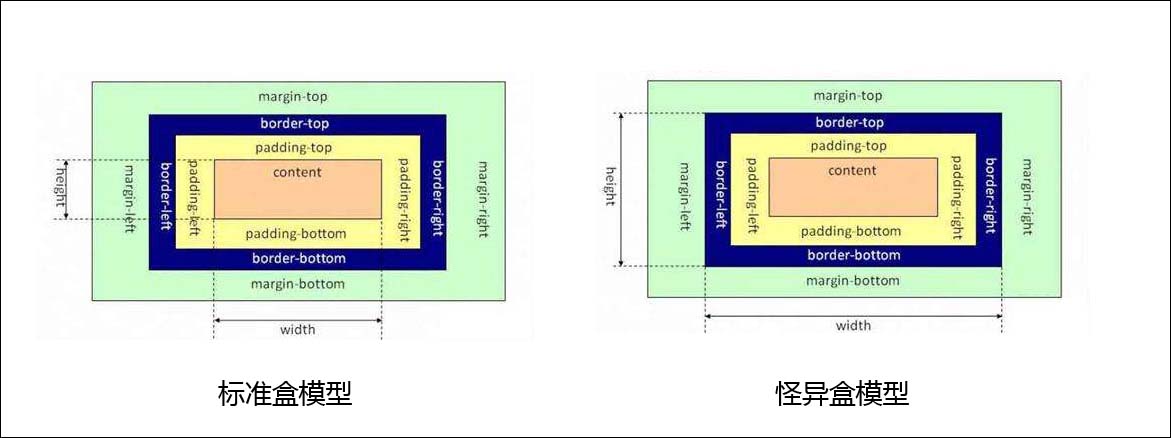 margin-top
border-top
padding-top
content
height
margin-left
border-left
padding-left
padding-right
border-right
margin-right
padding-bottom
border-bottom
margin-bottom
width
标准盒模型
margin-top
border-top
padding-top
content
height
margin-left
border-left
padding-left
padding-right
border-right
margin-right
padding-bottom
border-bottom
margin-bottom
width
怪异盒模型